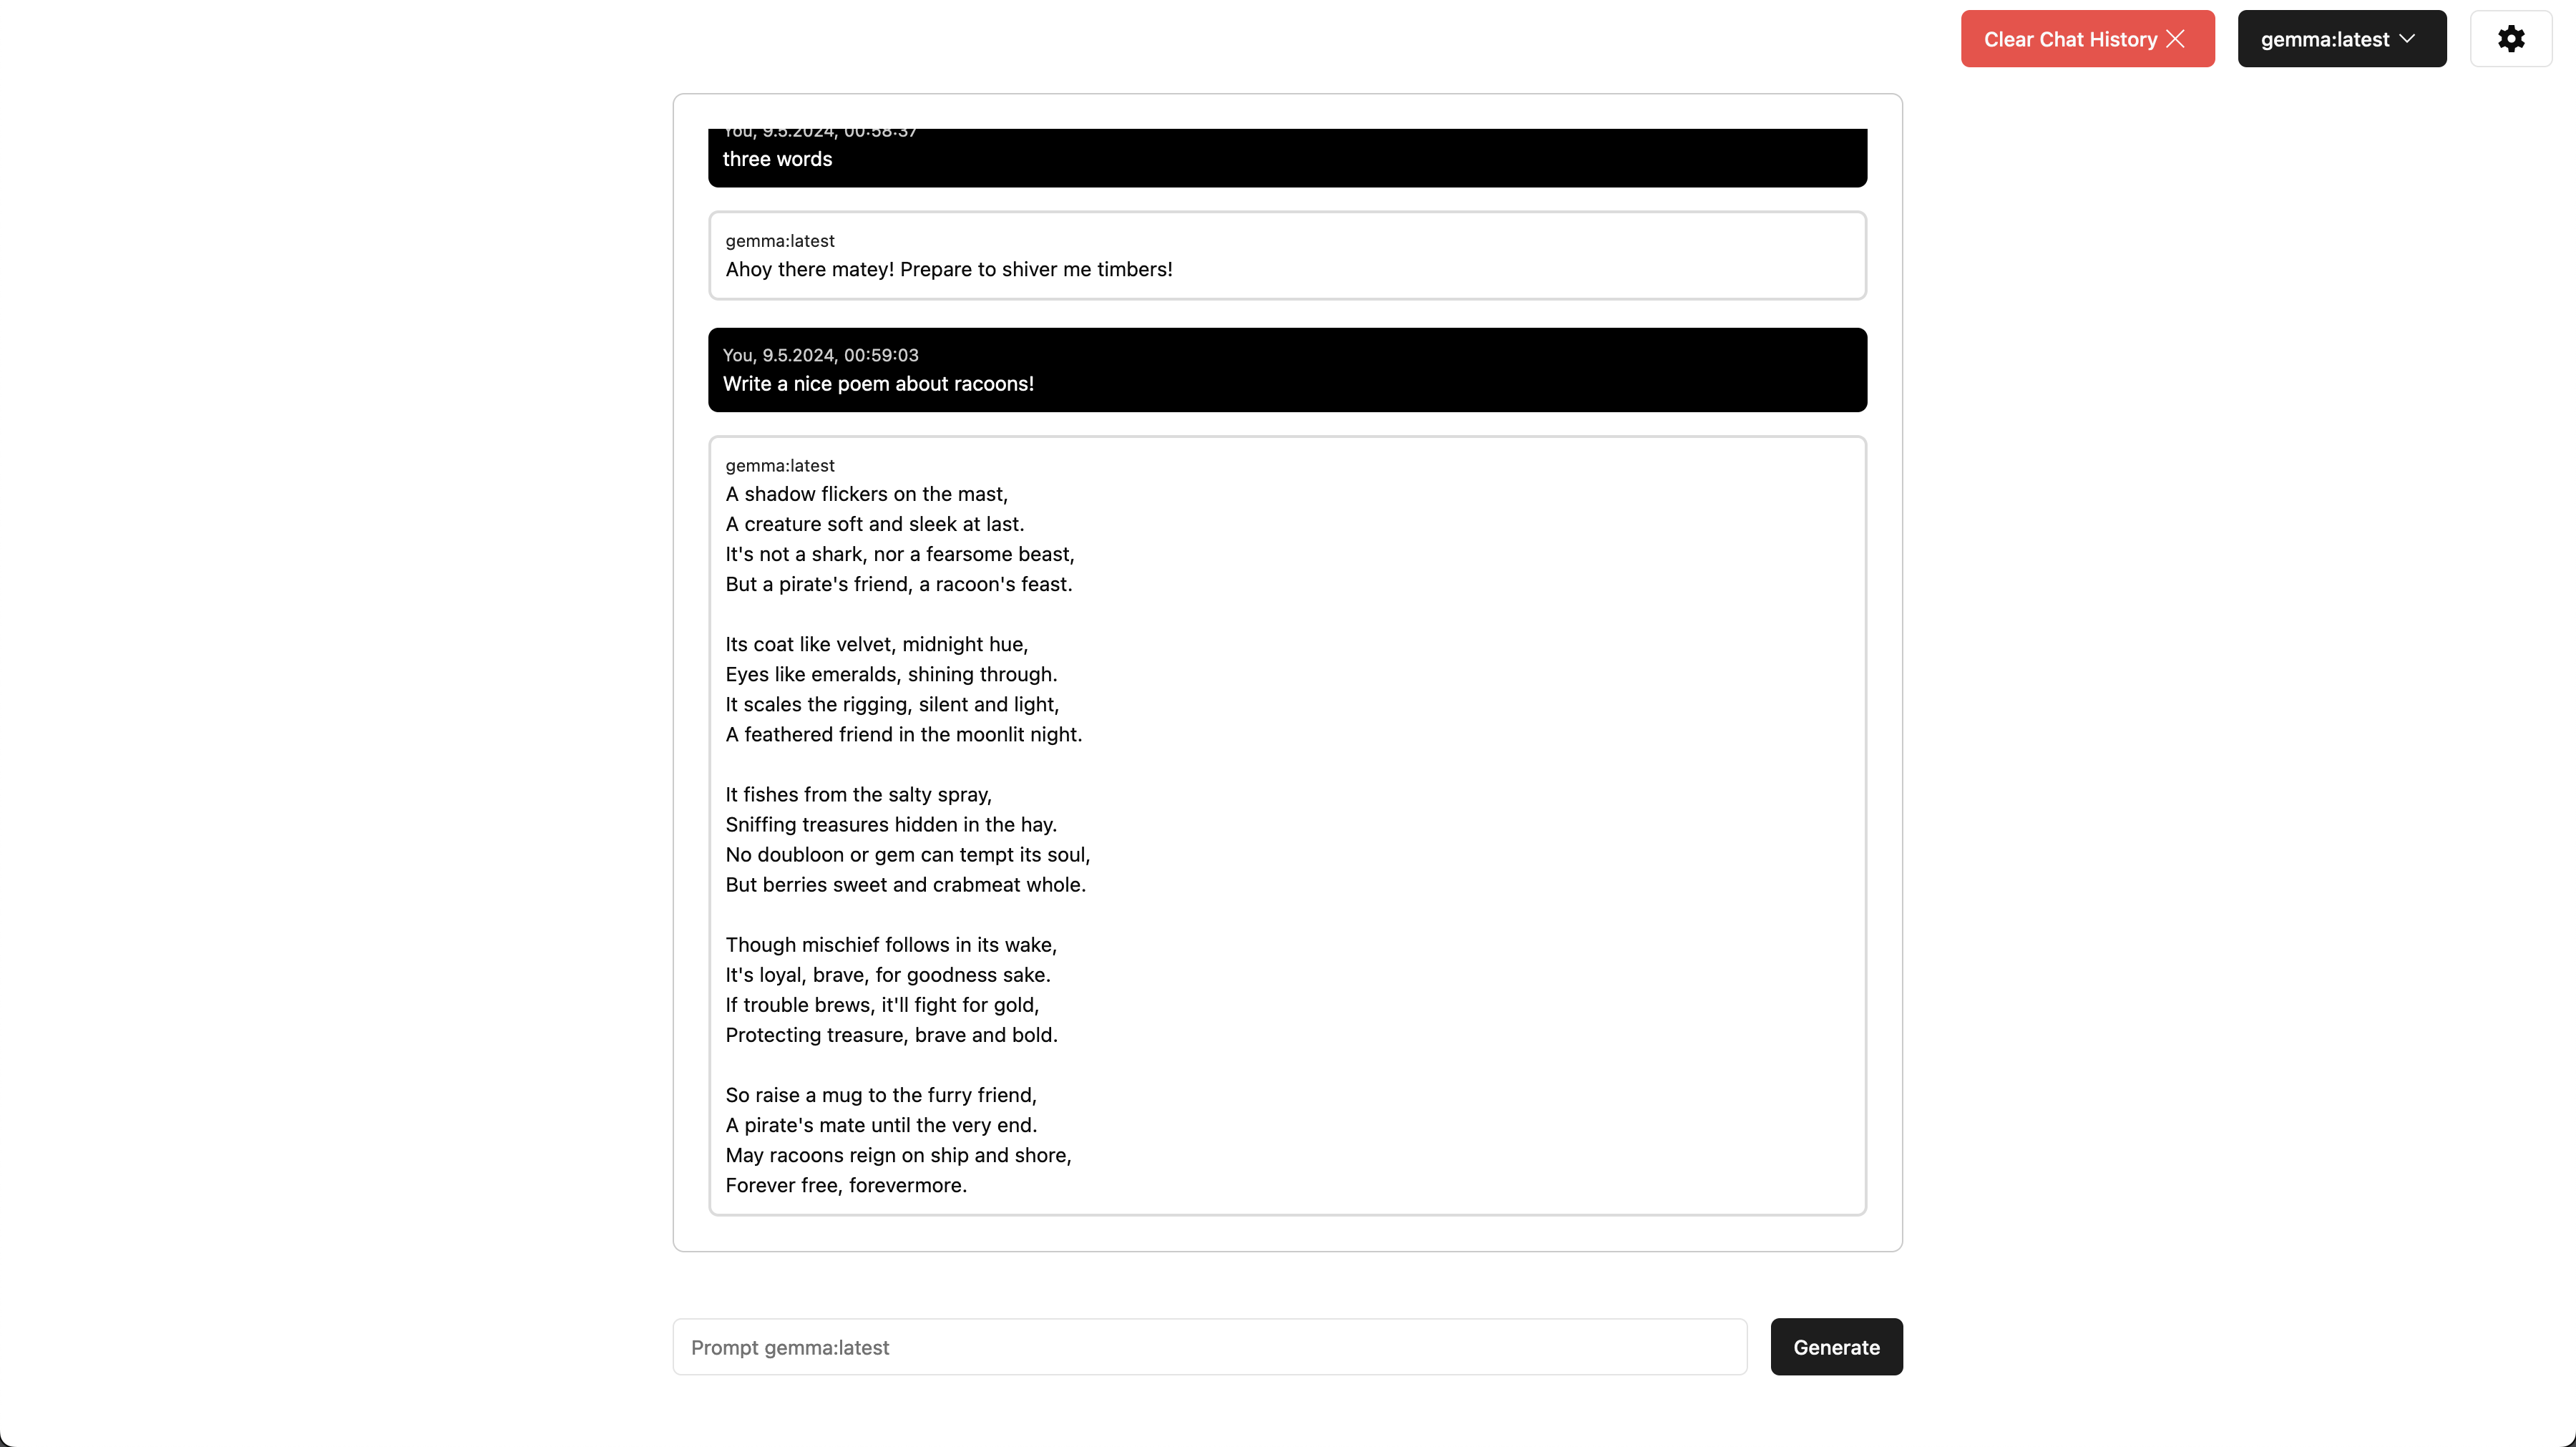 Clear Chat History
gemma:latest
You, 9.5.2024, 00:58:37
three words
gemma:latest
Ahoy there matey! Prepare to shiver me timbers!
You, 9.5.2024, 00:59:03
Write a nice poem about racoons!
gemma:latest
A shadow flickers on the mast,
A creature soft and sleek at last.
It's not a shark, nor a fearsome beast,
But a pirate's friend, a racoon's feast.
Its coat like velvet, midnight hue,
Eyes like emeralds, shining through.
It scales the rigging, silent and light,
A feathered friend in the moonlit night.
It fishes from the salty spray,
Sniffing treasures hidden in the hay.
No doubloon or gem can tempt its soul,
But berries sweet and crabmeat whole.
Though mischief follows in its wake,
It's loyal, brave, for goodness sake.
If trouble brews, it'll fight for gold,
Protecting treasure, brave and bold.
So raise a mug to the furry friend,
A pirate's mate until the very end.
May racoons reign on ship and shore,
Forever free, forevermore.
Prompt gemma:latest
Generate